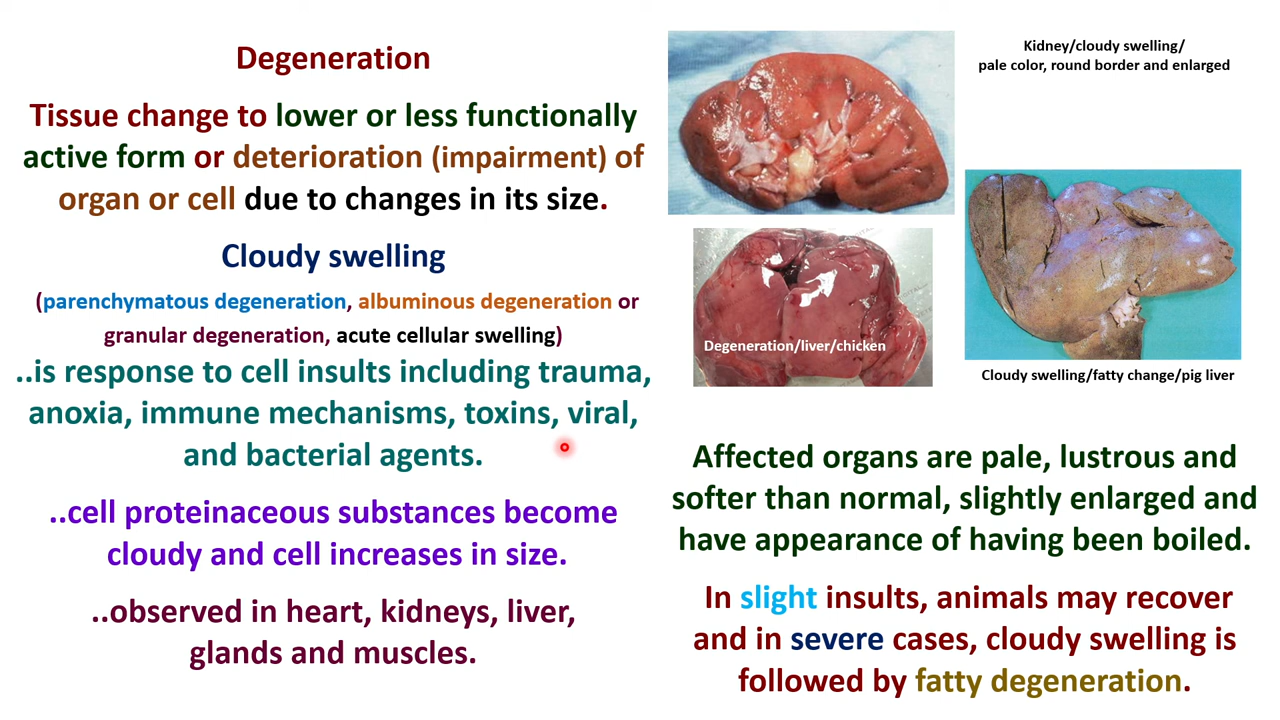 Degeneration
Tissue change to lower or less functionally
active form or deterioration (impairment) of
organ or cell due to changes in its size.
Cloudy swelling
(parenchymatous degeneration, albuminous degeneration or
granular degeneration, acute cellular swelling)
..is response to cell insults including trauma,
anoxia, immune mechanisms, toxins, viral,
and bacterial agents.
..cell proteinaceous substances become
cloudy and cell increases in size.
..observed in heart, kidneys, liver,
glands and muscles.
Kidney/cloudy swelling/
pale color, round border and enlarged
Degeneration/liver/chicken
Cloudy swelling/fatty change/pig liver
Affected organs are pale, lustrous and
softer than normal, slightly enlarged and
have appearance of having been boiled.
In slight insults, animals may recover
and in severe cases, cloudy swelling is
followed by fatty degeneration.